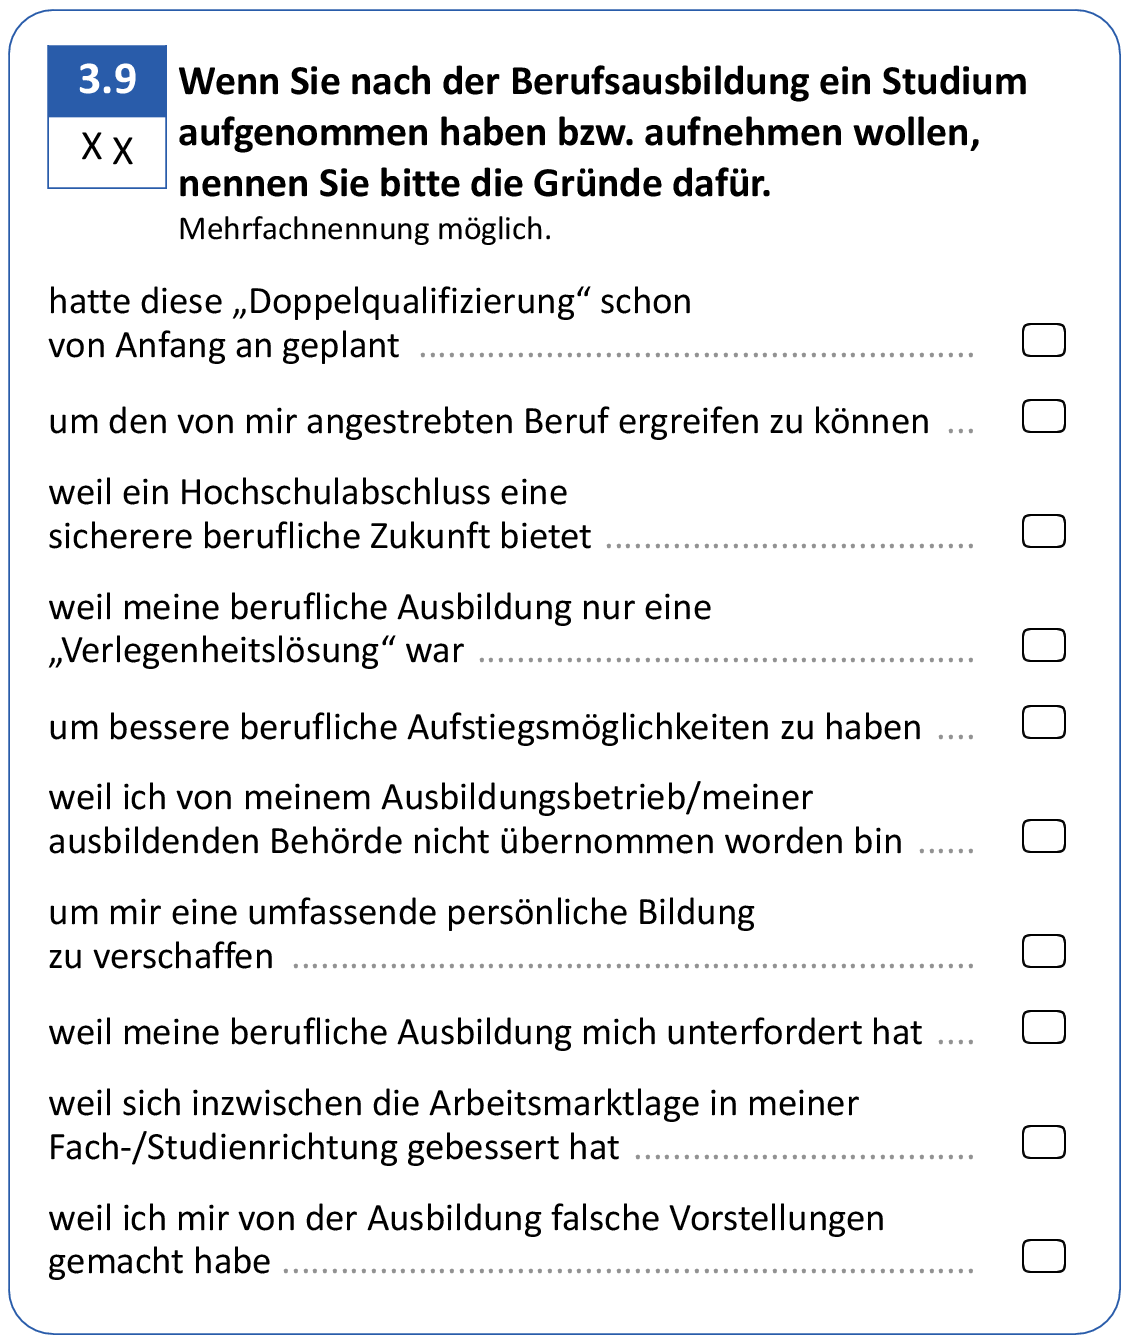 3.9
X X
Wenn Sie nach der Berufsausbildung ein Studium
aufgenommen haben bzw. aufnehmen wollen,
nennen Sie bitte die Gründe dafür.
Mehrfachnennung möglich.
hatte diese „Doppelqualifizierung“ schon
von Anfang an geplant
um den von mir angestrebten Beruf ergreifen zu können
weil ein Hochschulabschluss eine
sicherere berufliche Zukunft bietet
weil meine berufliche Ausbildung nur eine
„Verlegenheitslösung“ war
um bessere berufliche Aufstiegsmöglichkeiten zu haben
weil ich von meinem Ausbildungsbetrieb/meiner
ausbildenden Behörde nicht übernommen worden bin
um mir eine umfassende persönliche Bildung
zu verschaffen
weil meine berufliche Ausbildung mich unterfordert hat
weil sich inzwischen die Arbeitsmarktlage in meiner
Fach-/Studienrichtung gebessert hat
weil ich mir von der Ausbildung falsche Vorstellungen
gemacht habe